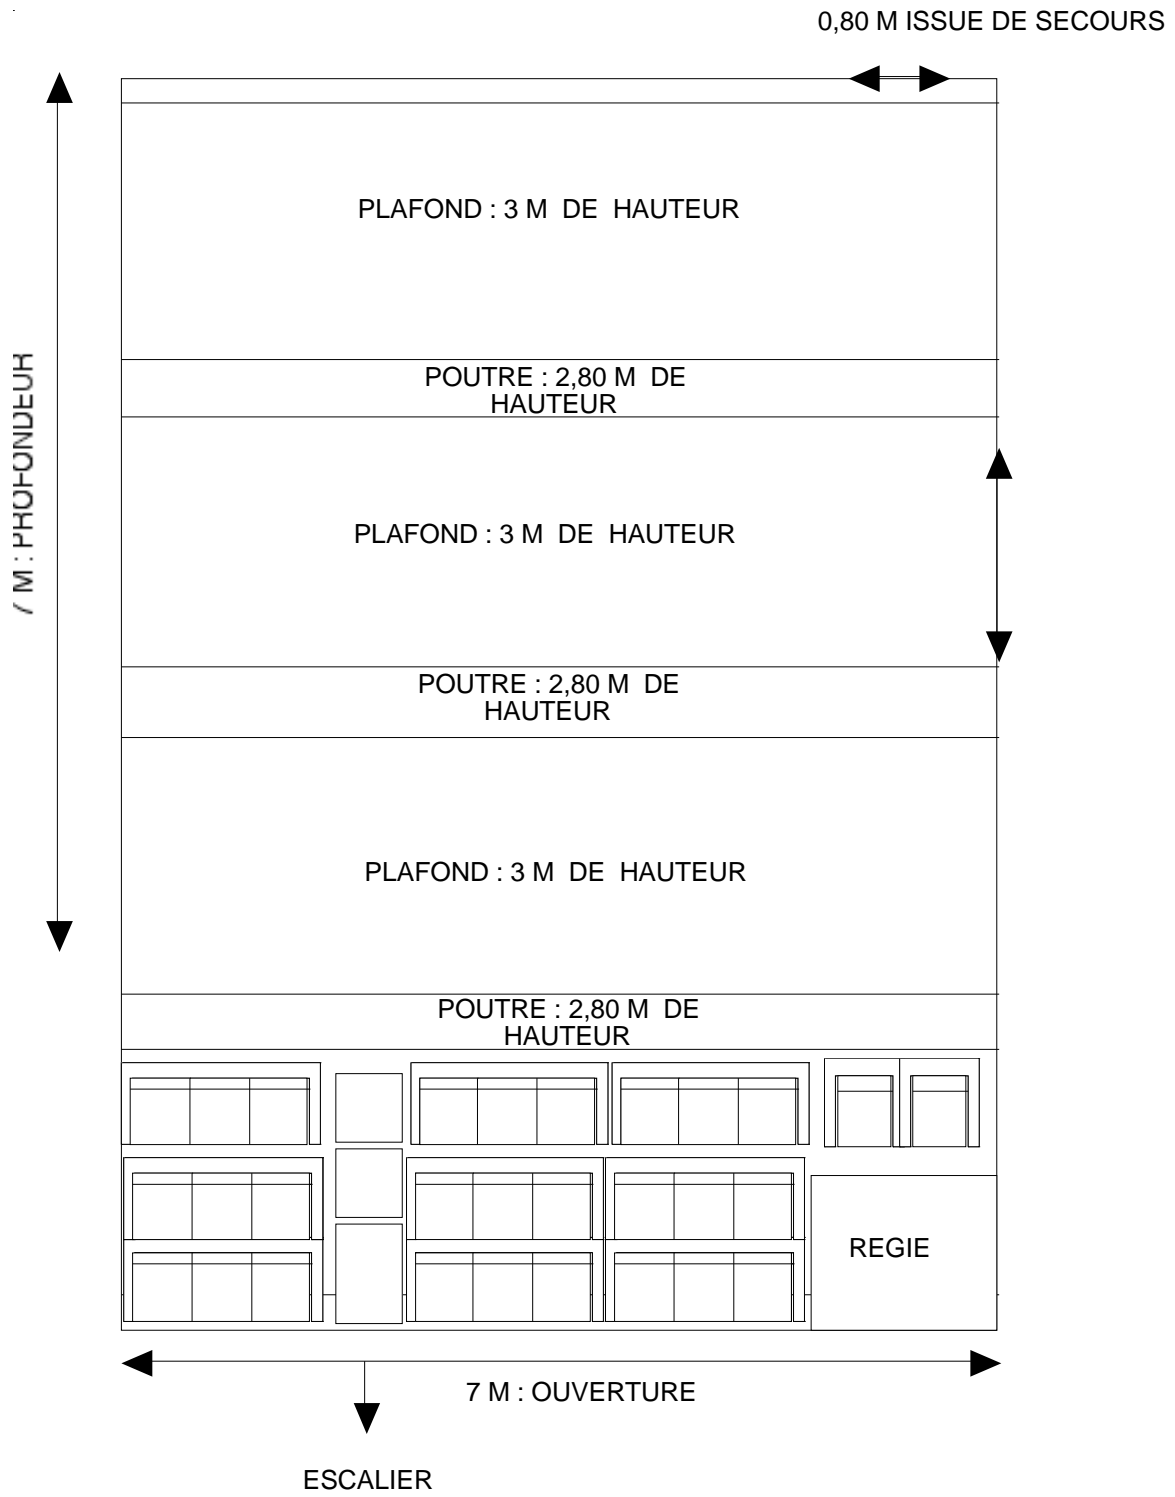 0,80 M ISSUE DE SECOURS
PLAFOND : 3 M DE HAUTEUR
POUTRE : 2,80 M DE
HAUTEUR
7 M : PROFONDEUR
PLAFOND : 3 M DE HAUTEUR
POUTRE : 2,80 M DE
HAUTEUR
PLAFOND : 3 M DE HAUTEUR
POUTRE : 2,80 M DE
HAUTEUR
REGIE
7 M : OUVERTURE
ESCALIER